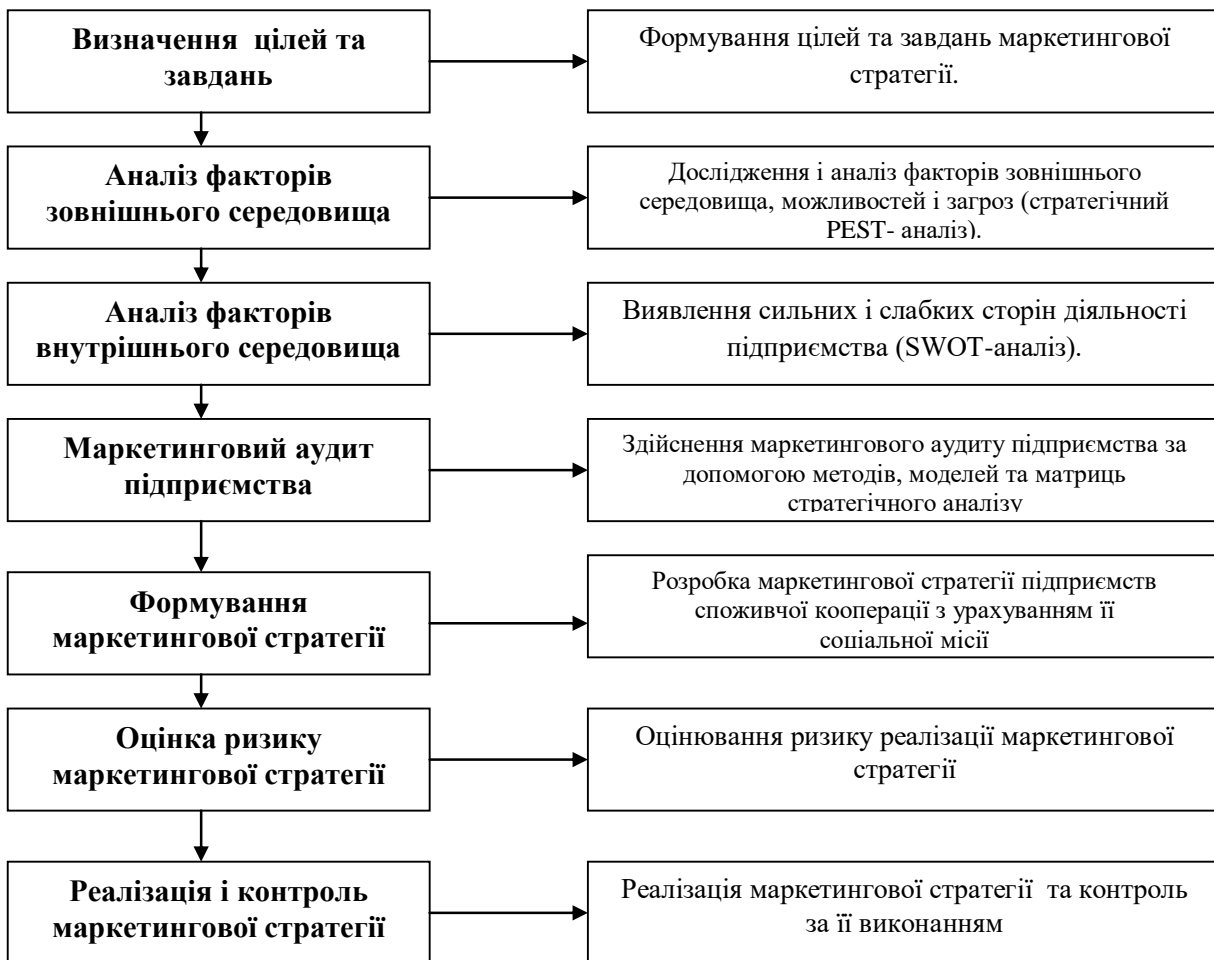 Визначення цілей та
завдань
Формування цілей та завдань маркетингової
стратегії.
Аналіз факторів
зовнішнього середовища
Дослідження і аналіз факторів зовнішнього
середовища, можливостей і загроз (стратегічний
PEST- аналіз).
Аналіз факторів
внутрішнього середовища
Виявлення сильних і слабких сторін діяльності
підприємства (SWOT-аналіз).
Маркетинговий аудит
підприємства
Здійснення маркетингового аудиту підприємства за
допомогою методів, моделей та матриць
стратегічного аналізу
Формування
маркетингової стратегії
Розробка маркетингової стратегії підприємств
споживчої кооперації з урахуванням її
соціальної місії
Оцінка ризику
маркетингової стратегії
Оцінювання ризику реалізації маркетингової
стратегії
Реалізація і контроль
маркетингової стратегії
Реалізація маркетингової стратегії та контроль
за її виконанням